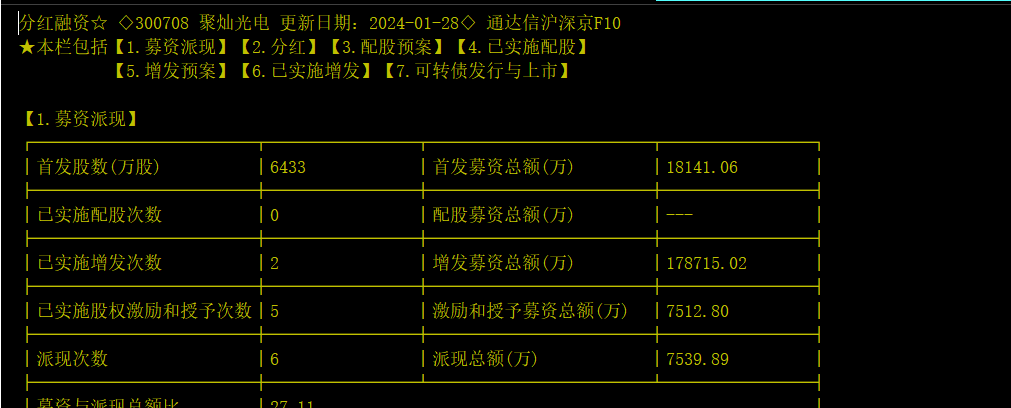 分红融资☆ ◇300708 聚灿光电 更新日期：2024-01-28◇ 通达信沪深京F10
★本栏包括【1.募资派现】【2.分红】【3.配股预案】【4.已实施配股】
【5.增发预案】【6.已实施增发】【7.可转债发行与上市】
【1.募资派现】
首发股数(万股) 6433 首发募资总额(万) 18141.06
已实施配股次数 0 配股募资总额(万) ---
已实施增发次数 2 增发募资总额(万) 178715.02
已实施股权激励和授予次数 5 激励和授予募资总额(万) 7512.80
派现次数 6 派现总额(万) 7539.89
募资与派现总额比 27.11